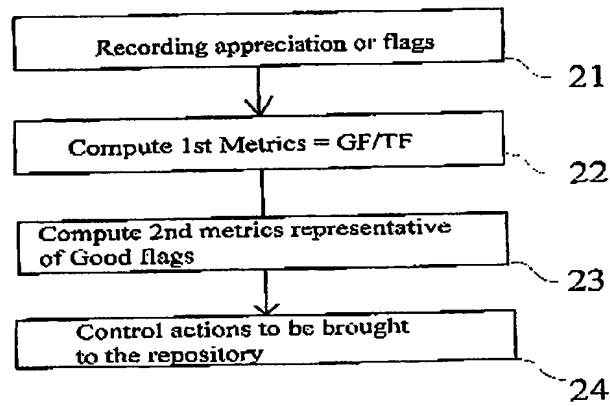 Recording appreciation or flags
21
Compute 1st Metrics = GF/TF
22
Compute 2nd metrics representative
of Good flags
23
Control actions to be brought
to the repository
24